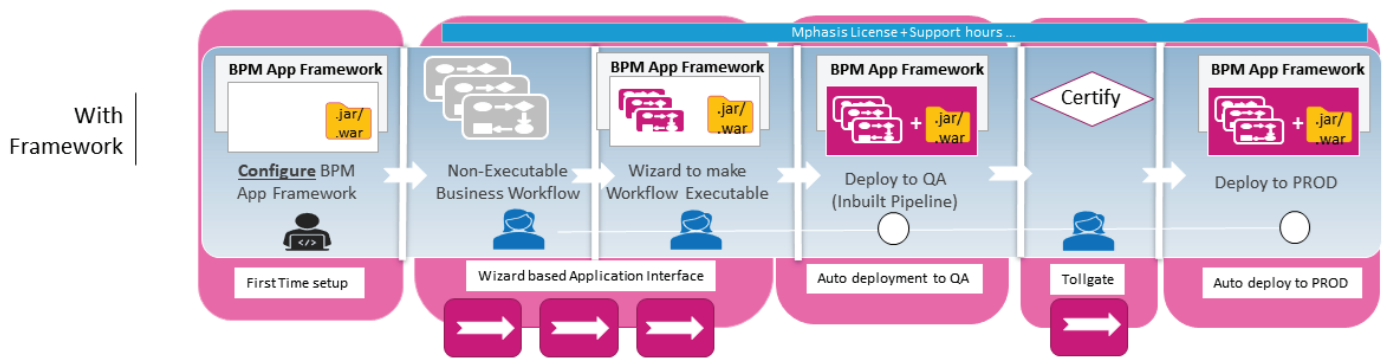 Mphasis License + Support hours ...
With
Framework
BPM App Framework
.jar/
.war
Configure BPM
App Framework
</>
First Time setup
Non-Executable
Business Workflow
BPM App Framework
.jar/
.war
Wizard to make
Workflow Executable
Wizard based Application Interface
BPM App Framework
+
.jar/
.war
Deploy to QA
(Inbuilt Pipeline)
Auto deployment to QA
Certify
Tollgate
BPM App Framework
+
.jar/
.war
Deploy to PROD
Auto deploy to PROD